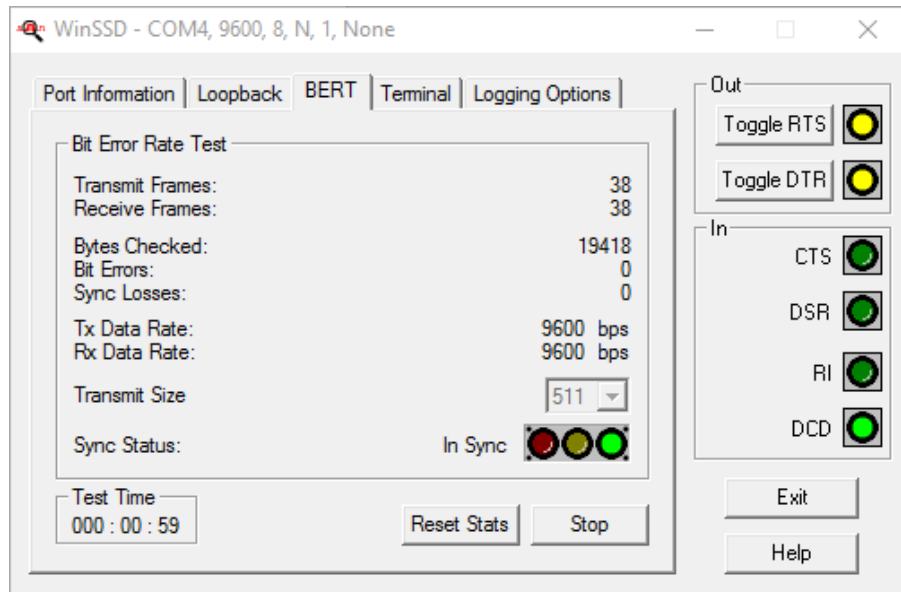 WinSSD - COM4, 9600, 8, N, 1, None
Port Information Loopback BERT Terminal Logging Options
Bit Error Rate Test
Transmit Frames: 38
Receive Frames: 38
Bytes Checked: 19418
Bit Errors: 0
Sync Losses: 0
Tx Data Rate: 9600 bps
Rx Data Rate: 9600 bps
Transmit Size 511
Sync Status: In Sync
Test Time
000 : 00 : 59
Reset Stats Stop
Out
Toggle RTS
Toggle DTR
In
CTS
DSR
RI
DCD
Exit
Help